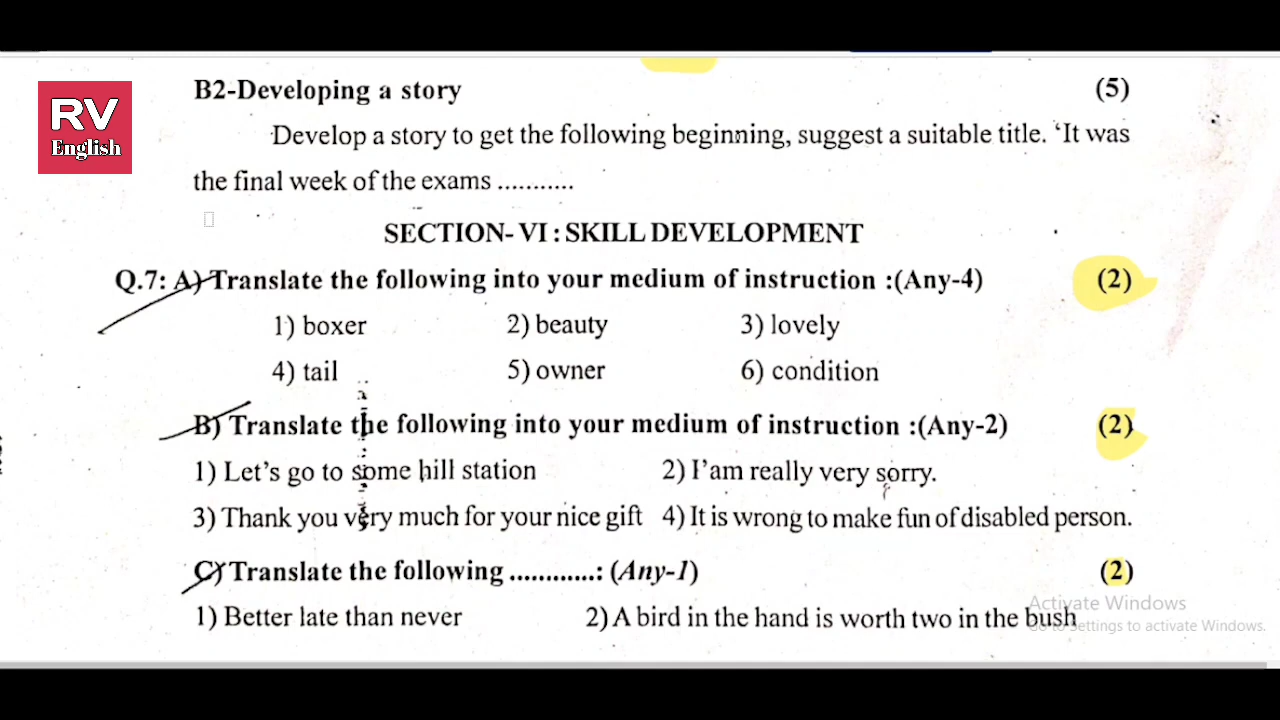 RV
English
B2-Developing a story (5)
Develop a story to get the following beginning, suggest a suitable title. ‘It was
the final week of the exams ...........
SECTION- VI : SKILL DEVELOPMENT
Q.7: A) Translate the following into your medium of instruction :(Any-4) (2)
1) boxer 2) beauty 3) lovely
4) tail 5) owner 6) condition
B) Translate the following into your medium of instruction :(Any-2) (2)
1) Let’s go to some hill station 2) I’am really very sorry.
3) Thank you very much for your nice gift 4) It is wrong to make fun of disabled person.
C) Translate the following ............: (Any-1) (2)
1) Better late than never 2) A bird in the hand is worth two in the bush
Activate Windows
Go to Settings to activate Windows.